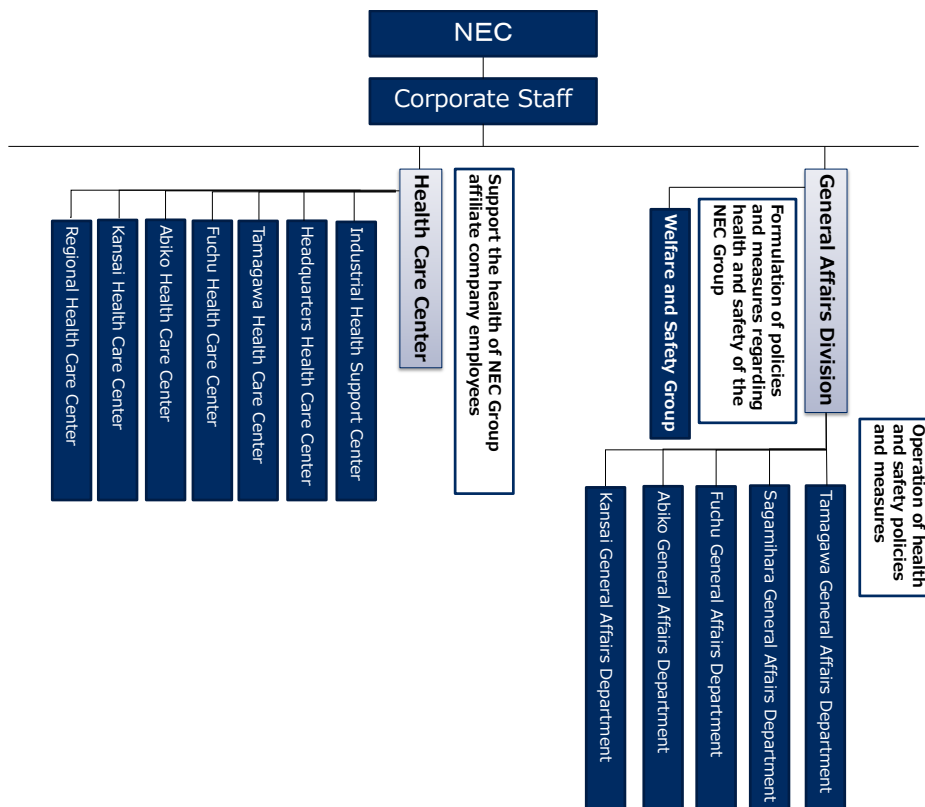 NEC
Corporate Staff
General Affairs Division
Formulation of policies
and measures regarding
health and safety of the
NEC Group
Welfare and Safety Group
Operation of health
and safety policies
and measures
Tamagawa General Affairs Department
Sagamihara General Affairs Department
Fuchu General Affairs Department
Abiko General Affairs Department
Kansai General Affairs Department
Support the health of NEC Group
affiliate company employees
Health Care Center
Industrial Health Support Center
Headquarters Health Care Center
Tamagawa Health Care Center
Fuchu Health Care Center
Abiko Health Care Center
Kansai Health Care Center
Regional Health Care Center